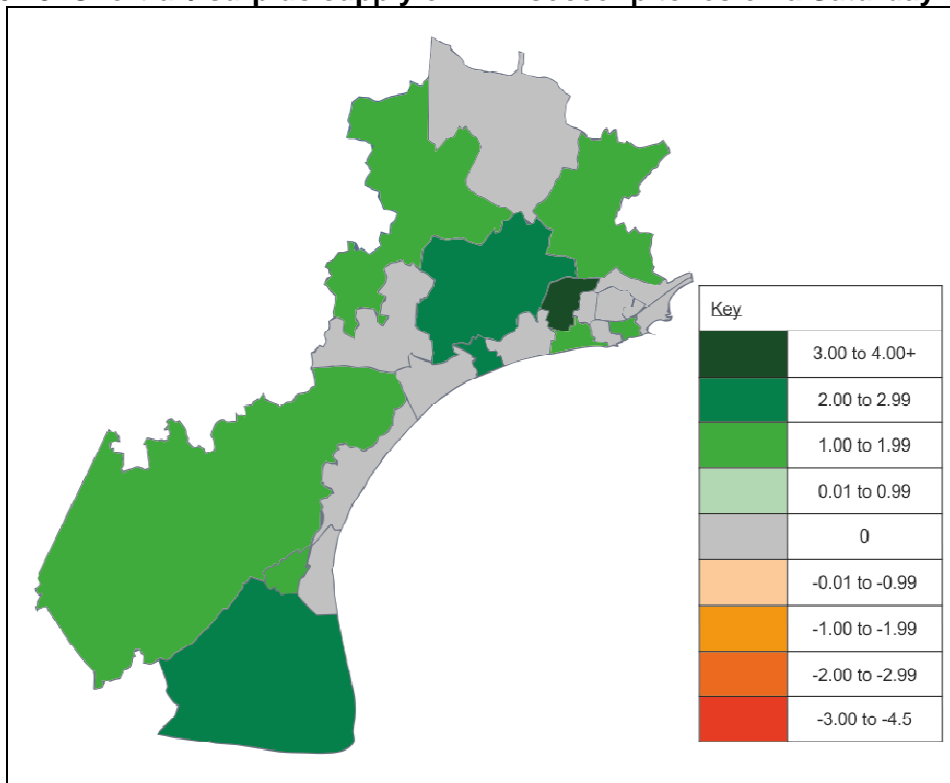 Key
3.00 to 4.00+
2.00 to 2.99
1.00 to 1.99
0.01 to 0.99
0
-0.01 to -0.99
-1.00 to -1.99
-2.00 to -2.99
-3.00 to -4.5